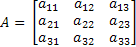 A = [ a₁₁ a₁₂ a₁₃
a₂₁ a₂₂ a₂₃
a₃₁ a₃₂ a₃₃ ]